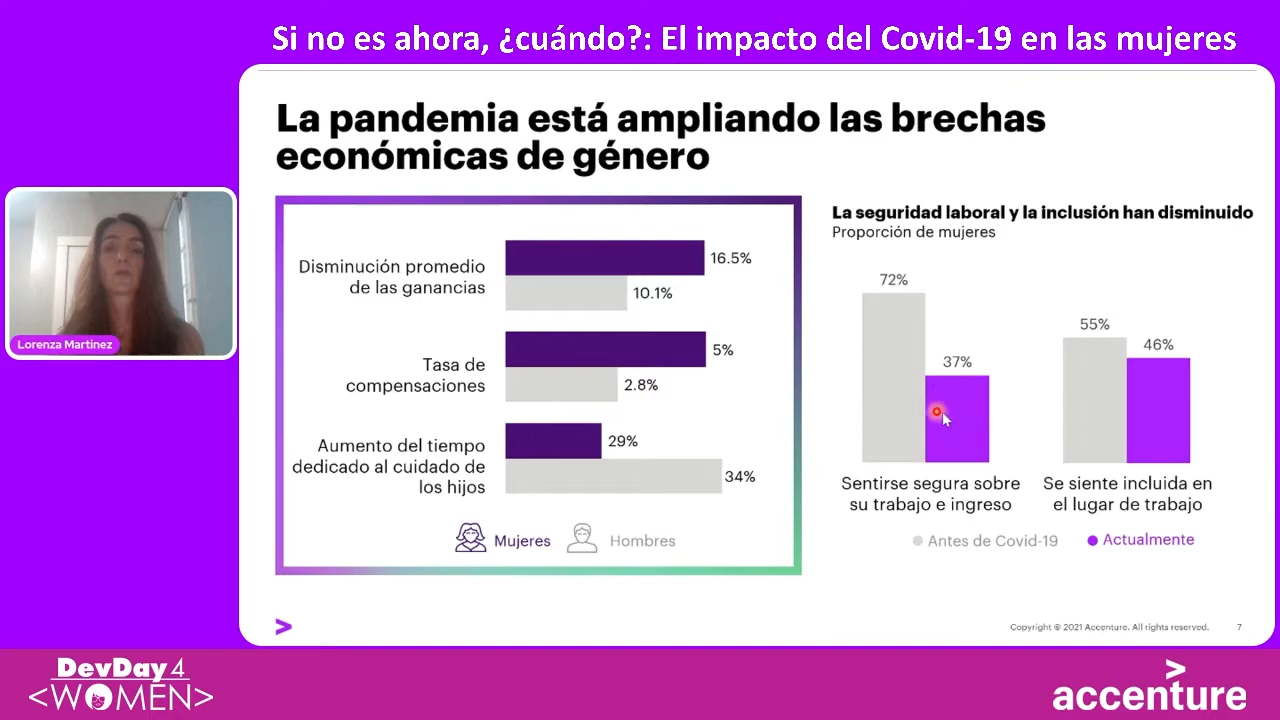 Si no es ahora, ¿cuándo?: El impacto del Covid-19 en las mujeres
La pandemia está ampliando las brechas
económicas de género
Lorenza Martinez
Disminución promedio
de las ganancias
16.5%
10.1%
Tasa de
compensaciones
5%
2.8%
Aumento del tiempo
dedicado al cuidado de
los hijos
29%
34%
Mujeres
Hombres
La seguridad laboral y la inclusión han disminuido
Proporción de mujeres
72%
37%
55%
46%
Sentirse segura sobre
su trabajo e ingreso
Se siente incluida en
el lugar de trabajo
Antes de Covid-19
Actualmente
>
Copyright © 2021 Accenture. All rights reserved.
7
DevDay4
<WOMEN>
>
accenture